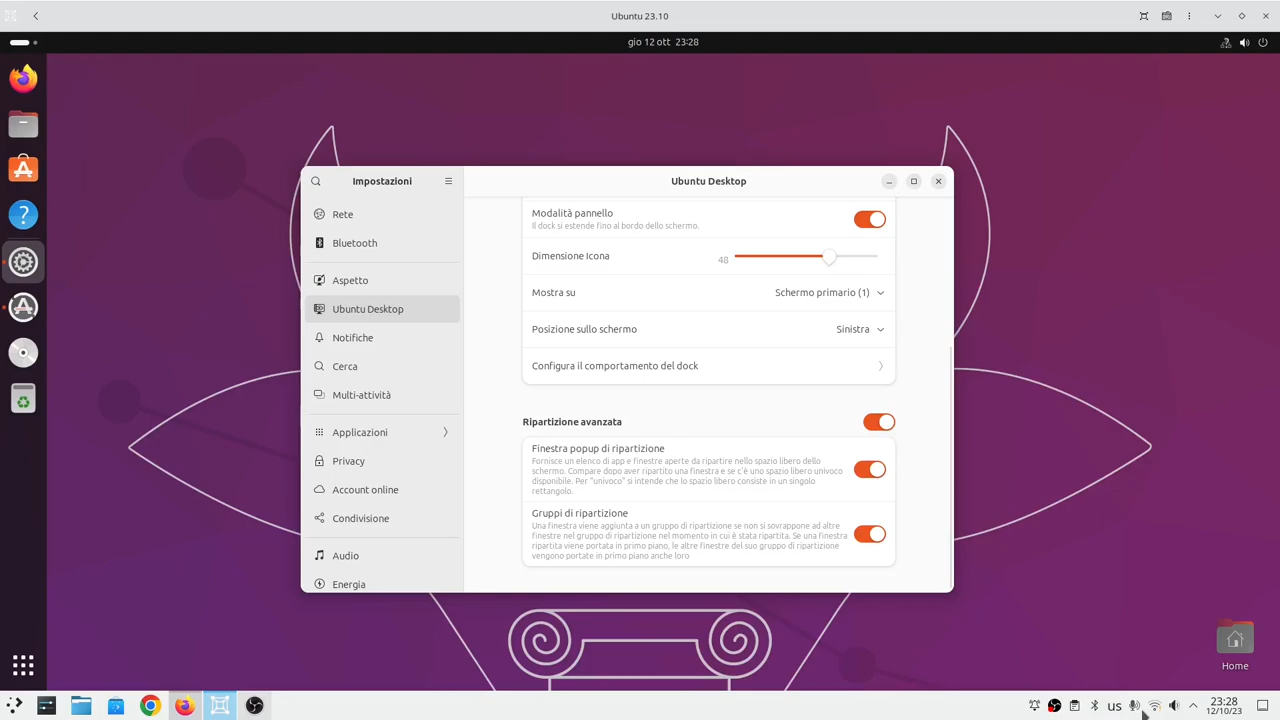 Ubuntu 23.10
gio 12 ott 23:28
Impostazioni
Ubuntu Desktop
Rete
Bluetooth
Aspetto
Ubuntu Desktop
Notifiche
Cerca
Multi-attività
Applicazioni
Privacy
Account online
Condivisione
Audio
Energia
Modalità pannello
Il dock si estende fino al bordo dello schermo.
Dimensione Icona 48
Mostra su Schermo primario (1)
Posizione sullo schermo Sinistra
Configura il comportamento del dock
Ripartizione avanzata
Finestra popup di ripartizione
Fornisce un elenco di app e finestre aperte da ripartire nello spazio libero dello
schermo. Compare dopo aver ripartito una finestra e se c'è uno spazio libero univoco
disponibile. Per "univoco" si intende che lo spazio libero consiste in un singolo
rettangolo.
Gruppi di ripartizione
Una finestra viene aggiunta a un gruppo di ripartizione se non si sovrappone ad altre
finestre nel gruppo di ripartizione nel momento in cui è stata ripartita. Se una finestra
ripartita viene portata in primo piano, le altre finestre del suo gruppo di ripartizione
vengono portate in primo piano anche loro
Home
us
23:28
12/10/23